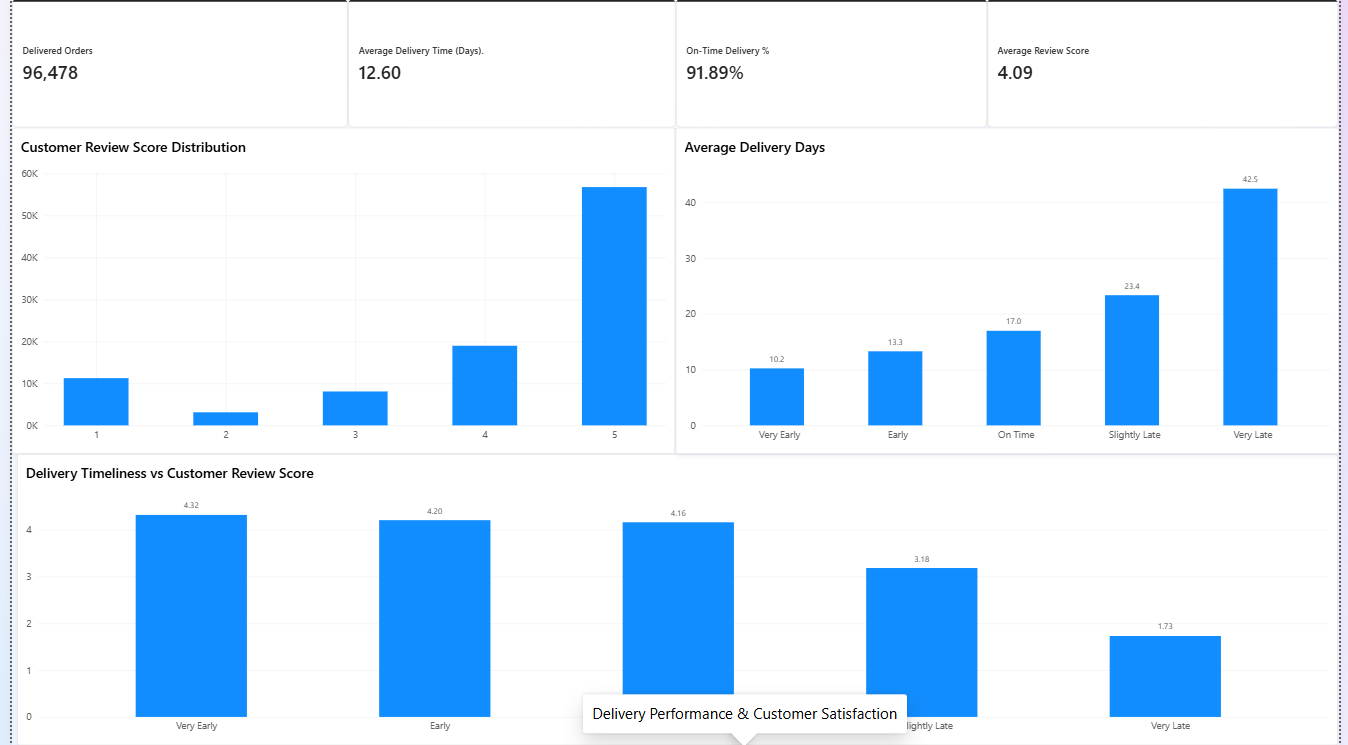 Delivered Orders
96,478
Average Delivery Time (Days).
12.60
On-Time Delivery %
91.89%
Average Review Score
4.09
Customer Review Score Distribution
60K
50K
40K
30K
20K
10K
0K
1 2 3 4 5
Average Delivery Days
40
30
20
10
0
10.2
13.3
17.0
23.4
42.5
Very Early Early On Time Slightly Late Very Late
Delivery Timeliness vs Customer Review Score
4
3
2
1
0
4.32
4.20
4.16
3.18
1.73
Very Early Early lightly Late Very Late
Delivery Performance & Customer Satisfaction